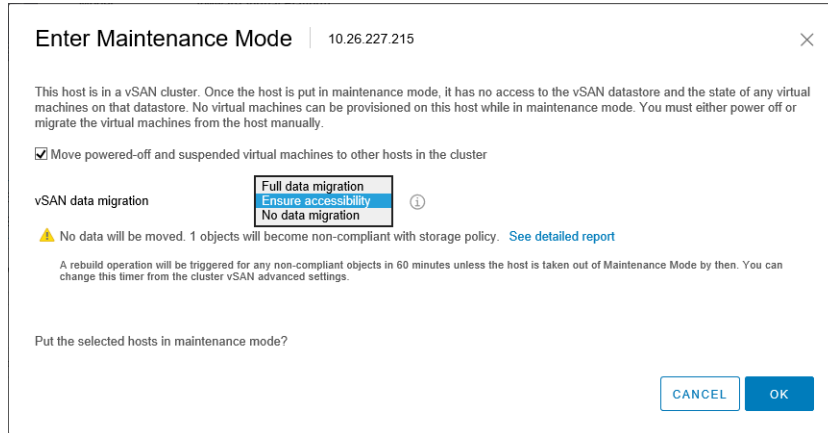 Enter Maintenance Mode 10.26.227.215
This host is in a vSAN cluster. Once the host is put in maintenance mode, it has no access to the vSAN datastore and the state of any virtual
machines on that datastore. No virtual machines can be provisioned on this host while in maintenance mode. You must either power off or
migrate the virtual machines from the host manually.
Move powered-off and suspended virtual machines to other hosts in the cluster
Full data migration
vSAN data migration Ensure accessibility
No data migration
No data will be moved. 1 objects will become non-compliant with storage policy. See detailed report
A rebuild operation will be triggered for any non-compliant objects in 60 minutes unless the host is taken out of Maintenance Mode by then. You can
change this timer from the cluster vSAN advanced settings.
Put the selected hosts in maintenance mode?
CANCEL OK